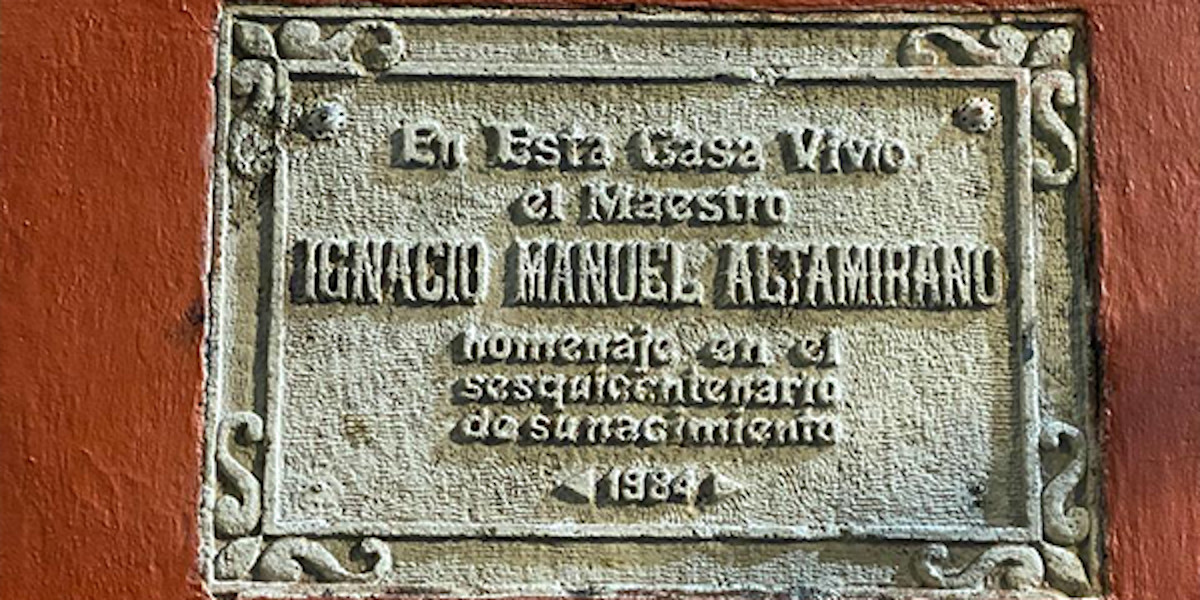 En Esta Casa Vivio
el Maestro
IGNACIO MANUEL ALTAMIRANO
homenaje en el
sesquicentenario
de su nacimiento
1984